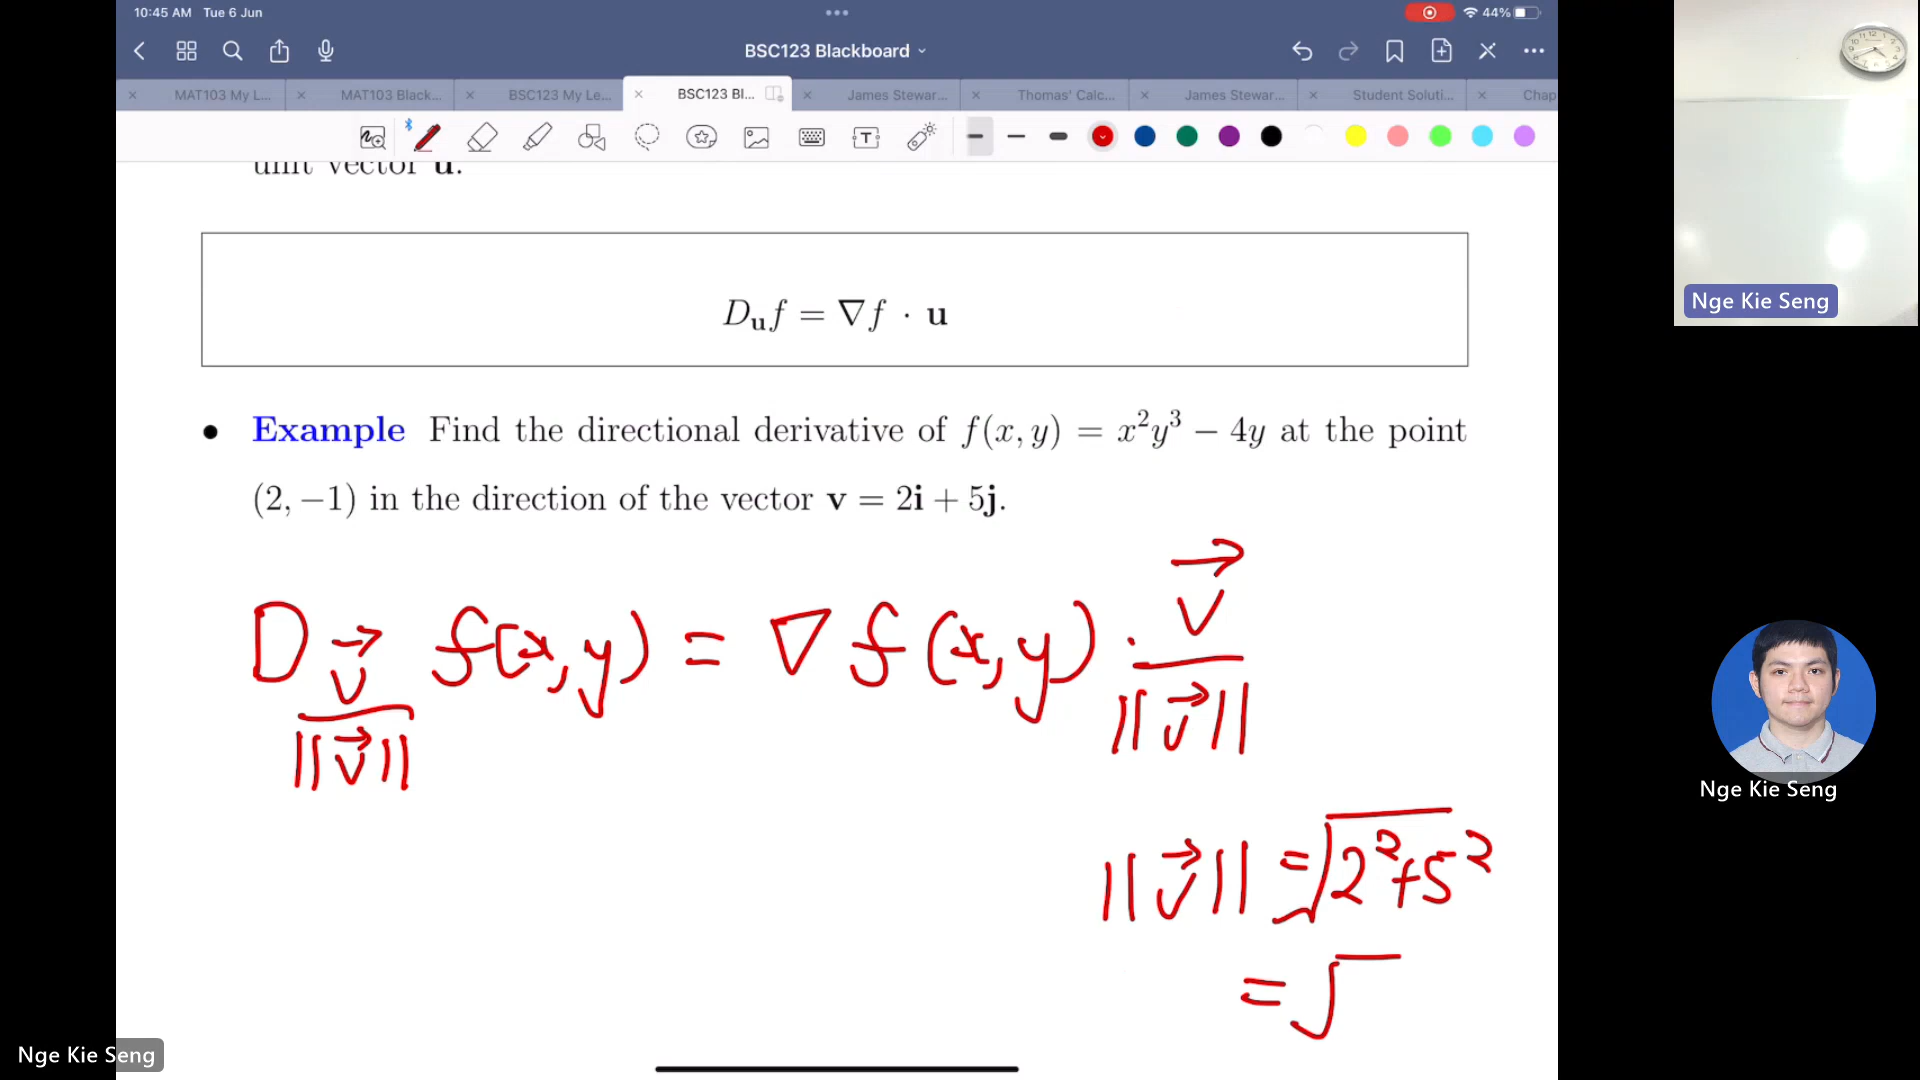 10:45 AM Tue 6 Jun
44%
BSC123 Blackboard
MAT103 My L...
MAT103 Black...
BSC123 My Le...
BSC123 Bl...
James Stewar...
Thomas' Calc...
James Stewar...
Student Soluti...
Chap
unit vector u.
D_u f = ∇f · u
• Example Find the directional derivative of f(x, y) = x²y³ − 4y at the point
(2, −1) in the direction of the vector v = 2i + 5j.
D_{v⃗/||v⃗||} f(x,y) = ∇f(x,y) · v⃗/||v⃗||
||v⃗|| = √2²+5²
= √
Nge Kie Seng
Nge Kie Seng
Nge Kie Seng